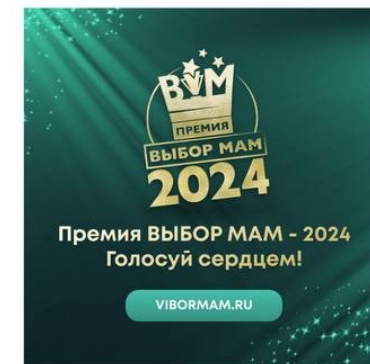 ВМ
ПРЕМИЯ
ВЫБОР МАМ
2024
Премия ВЫБОР МАМ - 2024
Голосуй сердцем!
VIBORMAM.RU